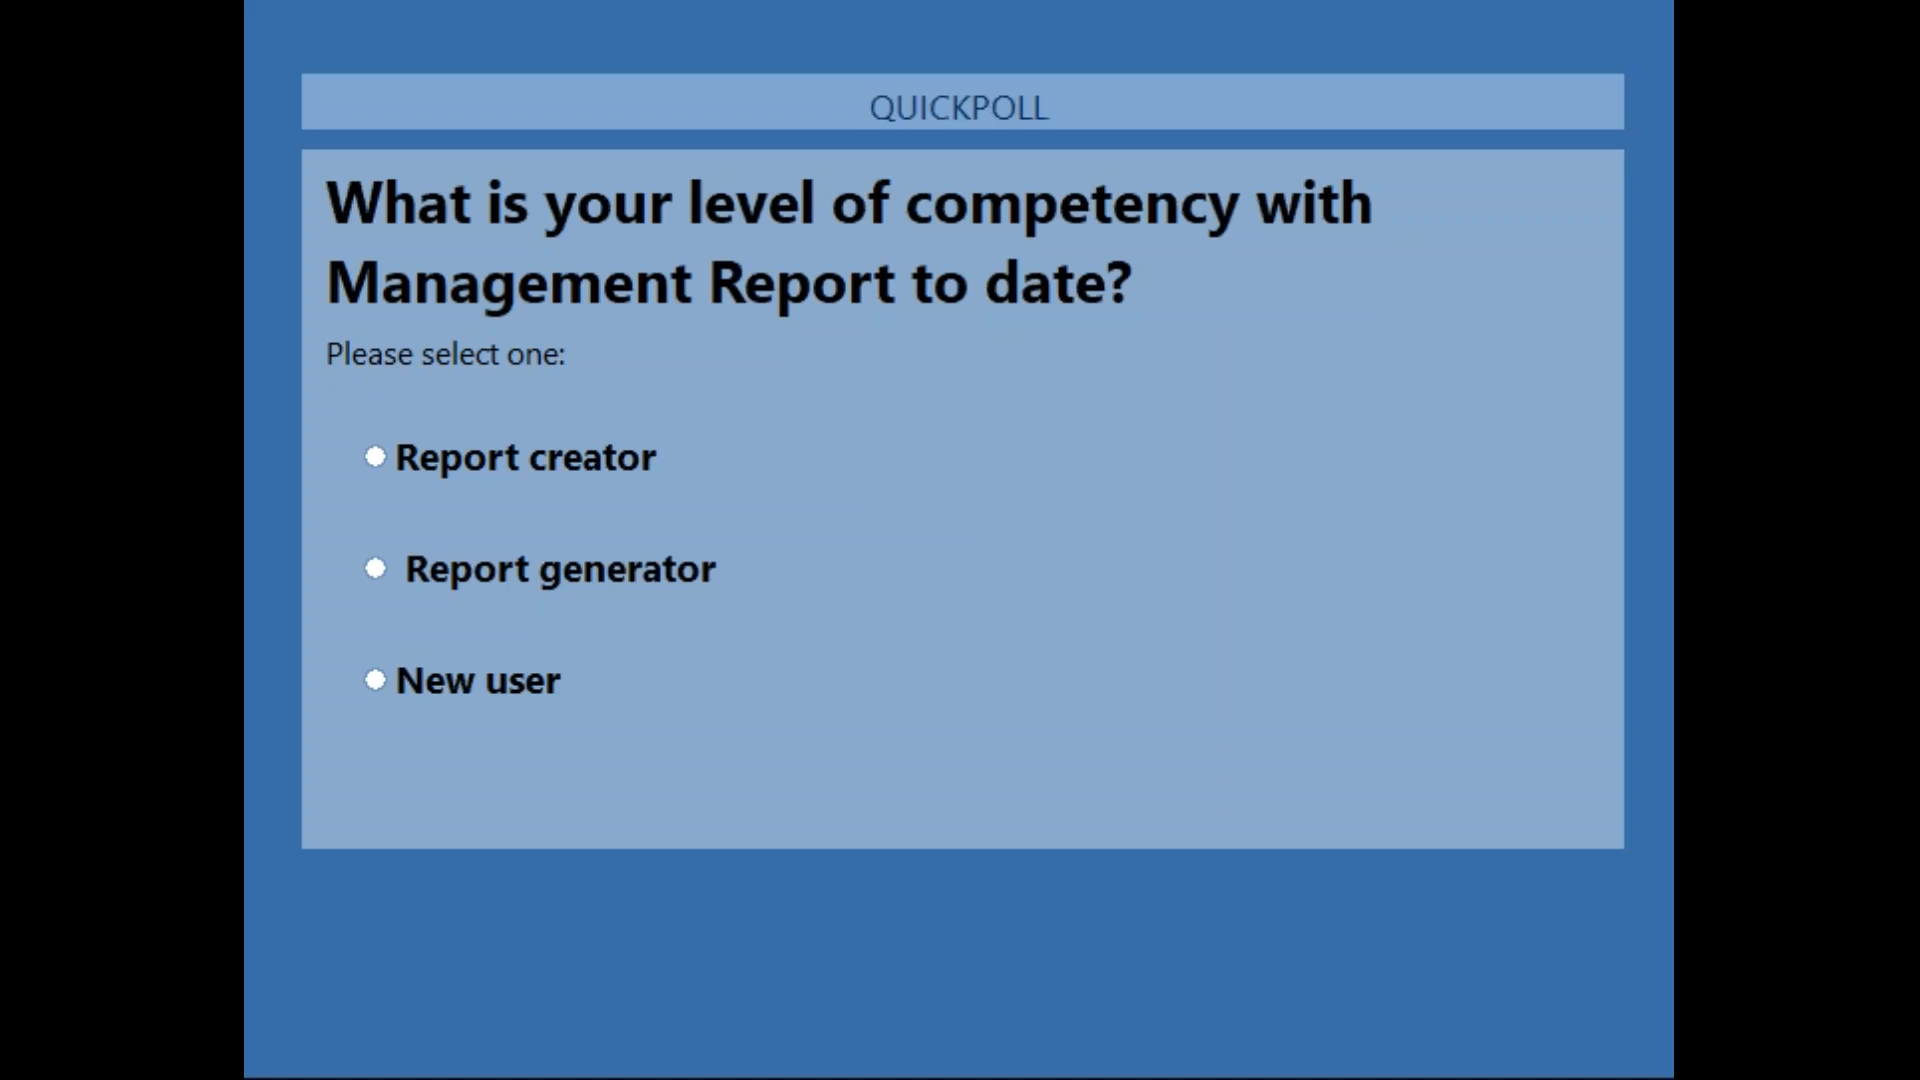 QUICKPOLL
What is your level of competency with
Management Report to date?
Please select one:
Report creator
Report generator
New user